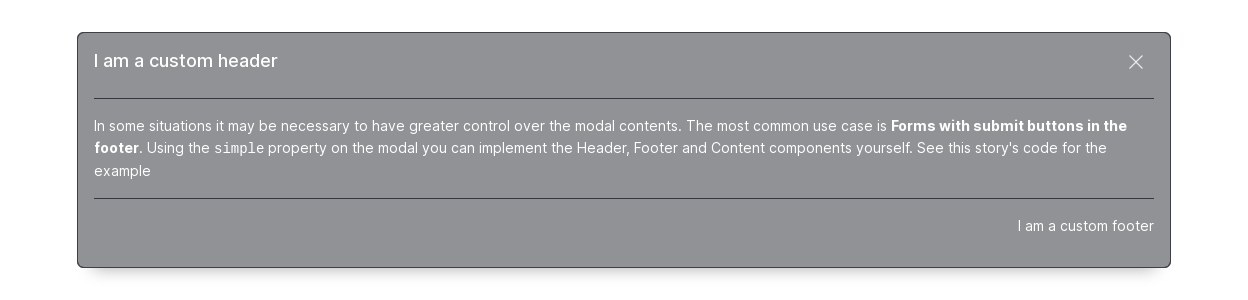 I am a custom header
In some situations it may be necessary to have greater control over the modal contents. The most common use case is Forms with submit buttons in the
footer. Using the simple property on the modal you can implement the Header, Footer and Content components yourself. See this story's code for the
example
I am a custom footer